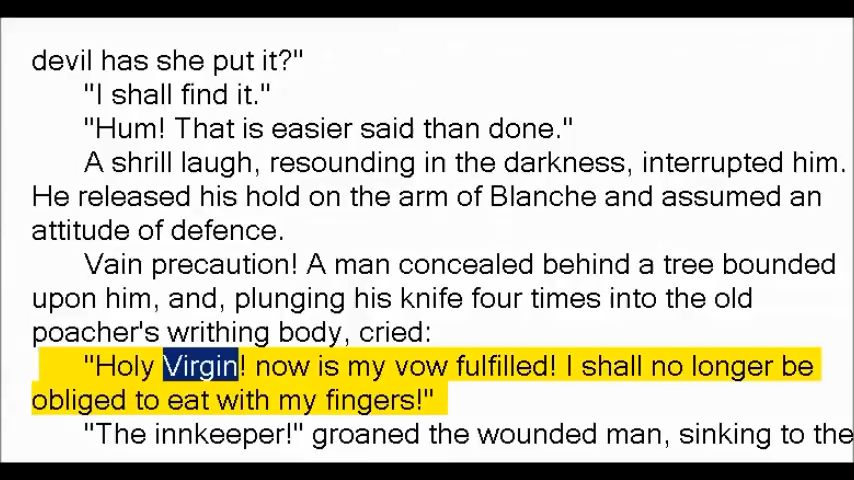 devil has she put it?"
"I shall find it."
"Hum! That is easier said than done."
A shrill laugh, resounding in the darkness, interrupted him.
He released his hold on the arm of Blanche and assumed an
attitude of defence.
Vain precaution! A man concealed behind a tree bounded
upon him, and, plunging his knife four times into the old
poacher's writhing body, cried:
"Holy Virgin! now is my vow fulfilled! I shall no longer be
obliged to eat with my fingers!"
"The innkeeper!" groaned the wounded man, sinking to the